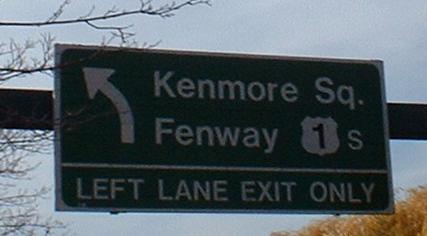 Kenmore Sq.
Fenway 1 S
LEFT LANE EXIT ONLY